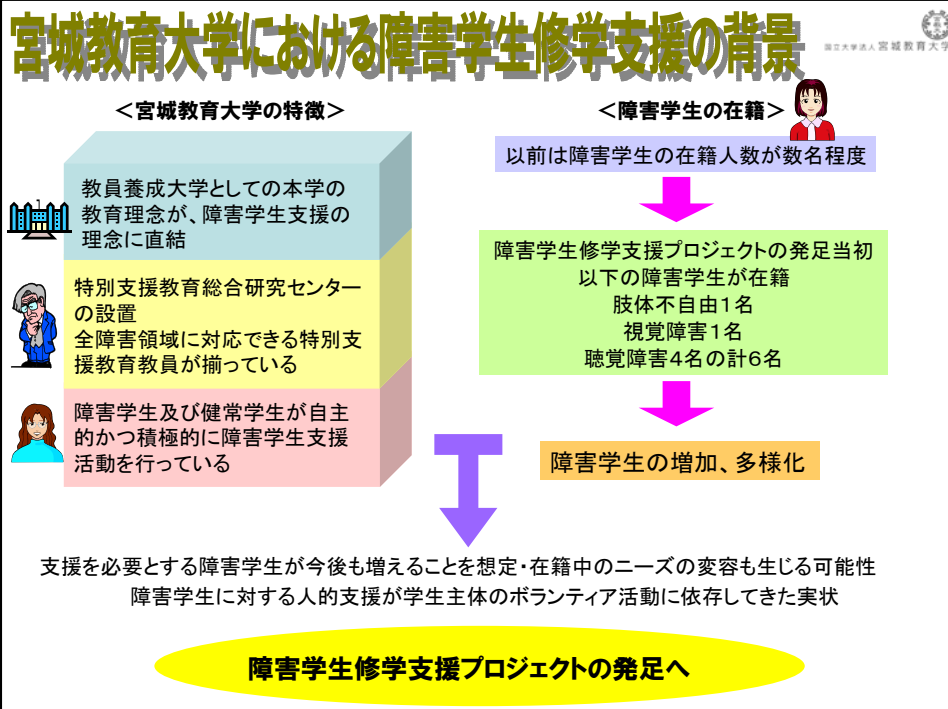 宮城教育大学における障害学生修学支援の背景
国立大学法人 宮城教育大学
＜宮城教育大学の特徴＞
教員養成大学としての本学の
教育理念が、障害学生支援の
理念に直結
特別支援教育総合研究センター
の設置
全障害領域に対応できる特別支
援教育教員が揃っている
障害学生及び健常学生が自主
的かつ積極的に障害学生支援
活動を行っている
＜障害学生の在籍＞
以前は障害学生の在籍人数が数名程度
障害学生修学支援プロジェクトの発足当初
以下の障害学生が在籍
肢体不自由１名
視覚障害１名
聴覚障害４名の計６名
障害学生の増加、多様化
支援を必要とする障害学生が今後も増えることを想定・在籍中のニーズの変容も生じる可能性
障害学生に対する人的支援が学生主体のボランティア活動に依存してきた実状
障害学生修学支援プロジェクトの発足へ